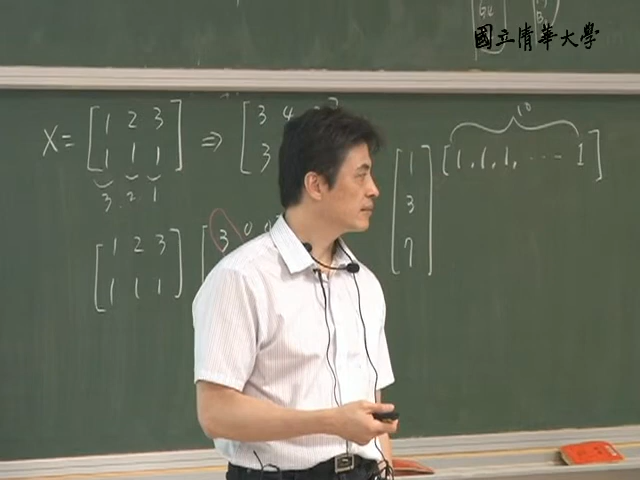 國立清華大學
X = [1 2 3 ⇒ [3 4
1 1 1] 3
3 2 1
[1 2 3] [3 0 0
1 1 1]
[1
3
7]
10
[1, 1, 1, ... 1]